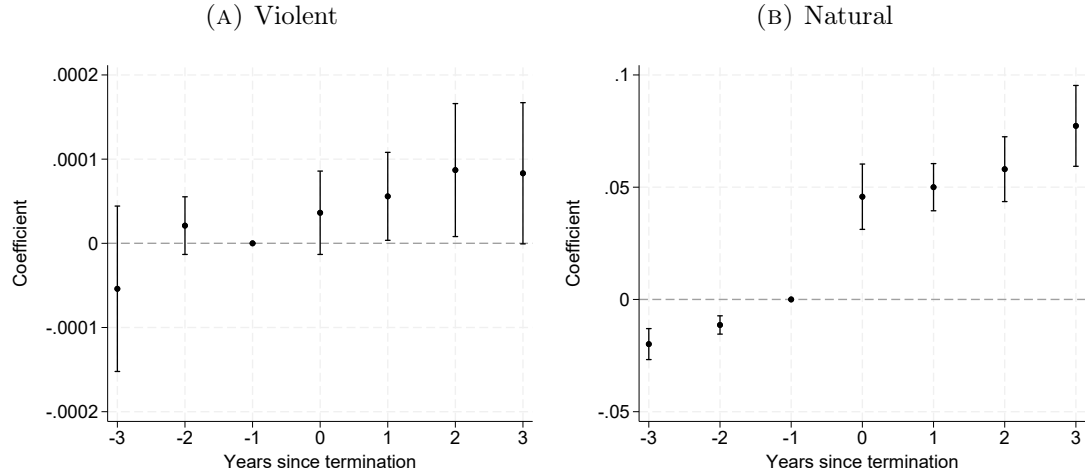 (A) Violent
.0002
.0001
0
-.0001
-.0002
Coefficient
-3 -2 -1 0 1 2 3
Years since termination
(B) Natural
.1
.05
0
-.05
Coefficient
-3 -2 -1 0 1 2 3
Years since termination